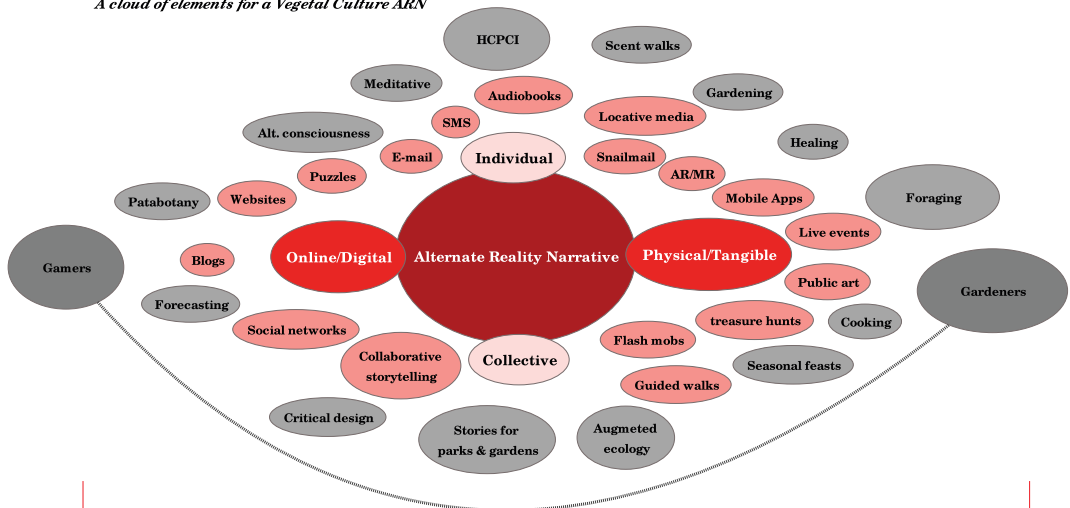 A cloud of elements for a Vegetal Culture ARN
HCPCI
Scent walks
Meditative
Audiobooks
Gardening
SMS
Locative media
Alt. consciousness
Healing
E-mail
Individual
Snailmail
Puzzles
AR/MR
Patabotany
Websites
Mobile Apps
Foraging
Live events
Gamers
Blogs
Online/Digital
Alternate Reality Narrative
Physical/Tangible
Public art
Gardeners
Forecasting
Social networks
treasure hunts
Cooking
Flash mobs
Collaborative
storytelling
Collective
Seasonal feasts
Guided walks
Critical design
Stories for
parks & gardens
Augmeted
ecology